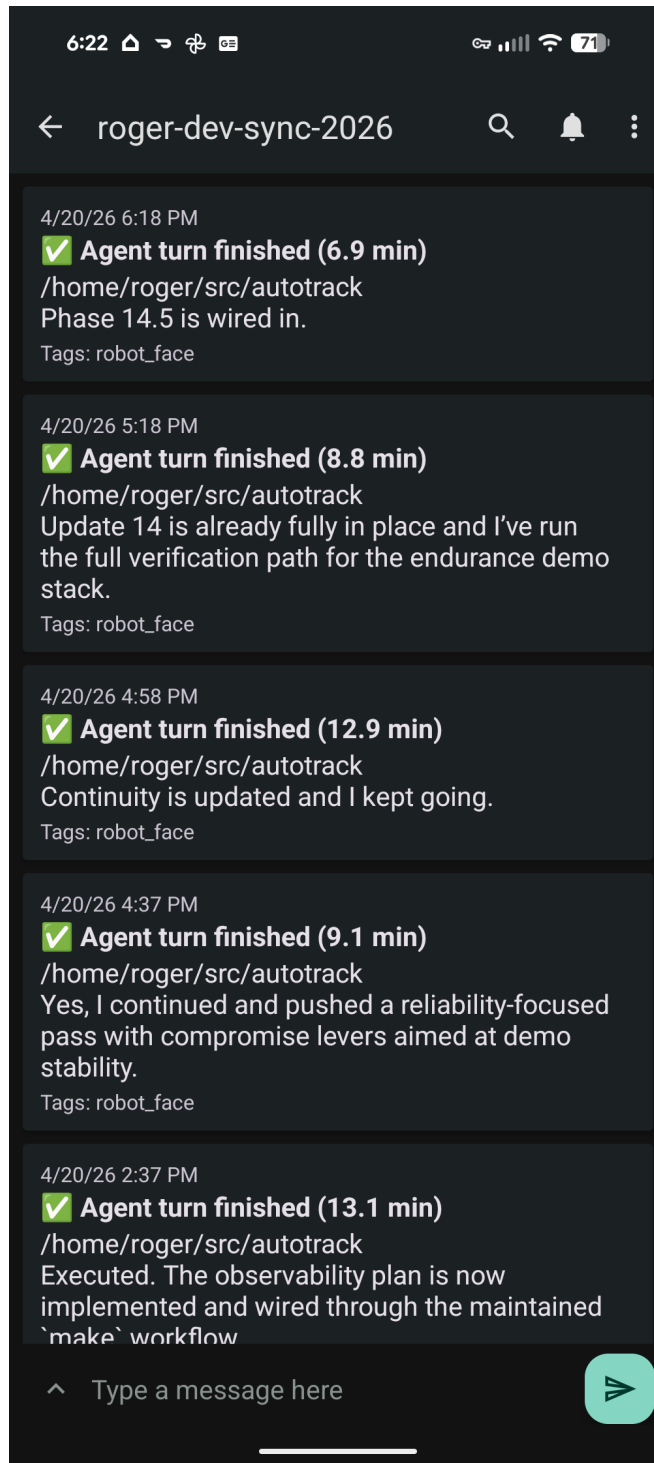 6:22 GE 71
roger-dev-sync-2026
4/20/26 6:18 PM
✅ Agent turn finished (6.9 min)
/home/roger/src/autotrack
Phase 14.5 is wired in.
Tags: robot_face
4/20/26 5:18 PM
✅ Agent turn finished (8.8 min)
/home/roger/src/autotrack
Update 14 is already fully in place and I’ve run
the full verification path for the endurance demo
stack.
Tags: robot_face
4/20/26 4:58 PM
✅ Agent turn finished (12.9 min)
/home/roger/src/autotrack
Continuity is updated and I kept going.
Tags: robot_face
4/20/26 4:37 PM
✅ Agent turn finished (9.1 min)
/home/roger/src/autotrack
Yes, I continued and pushed a reliability-focused
pass with compromise levers aimed at demo
stability.
Tags: robot_face
4/20/26 2:37 PM
✅ Agent turn finished (13.1 min)
/home/roger/src/autotrack
Executed. The observability plan is now
implemented and wired through the maintained
`make` workflow
Type a message here